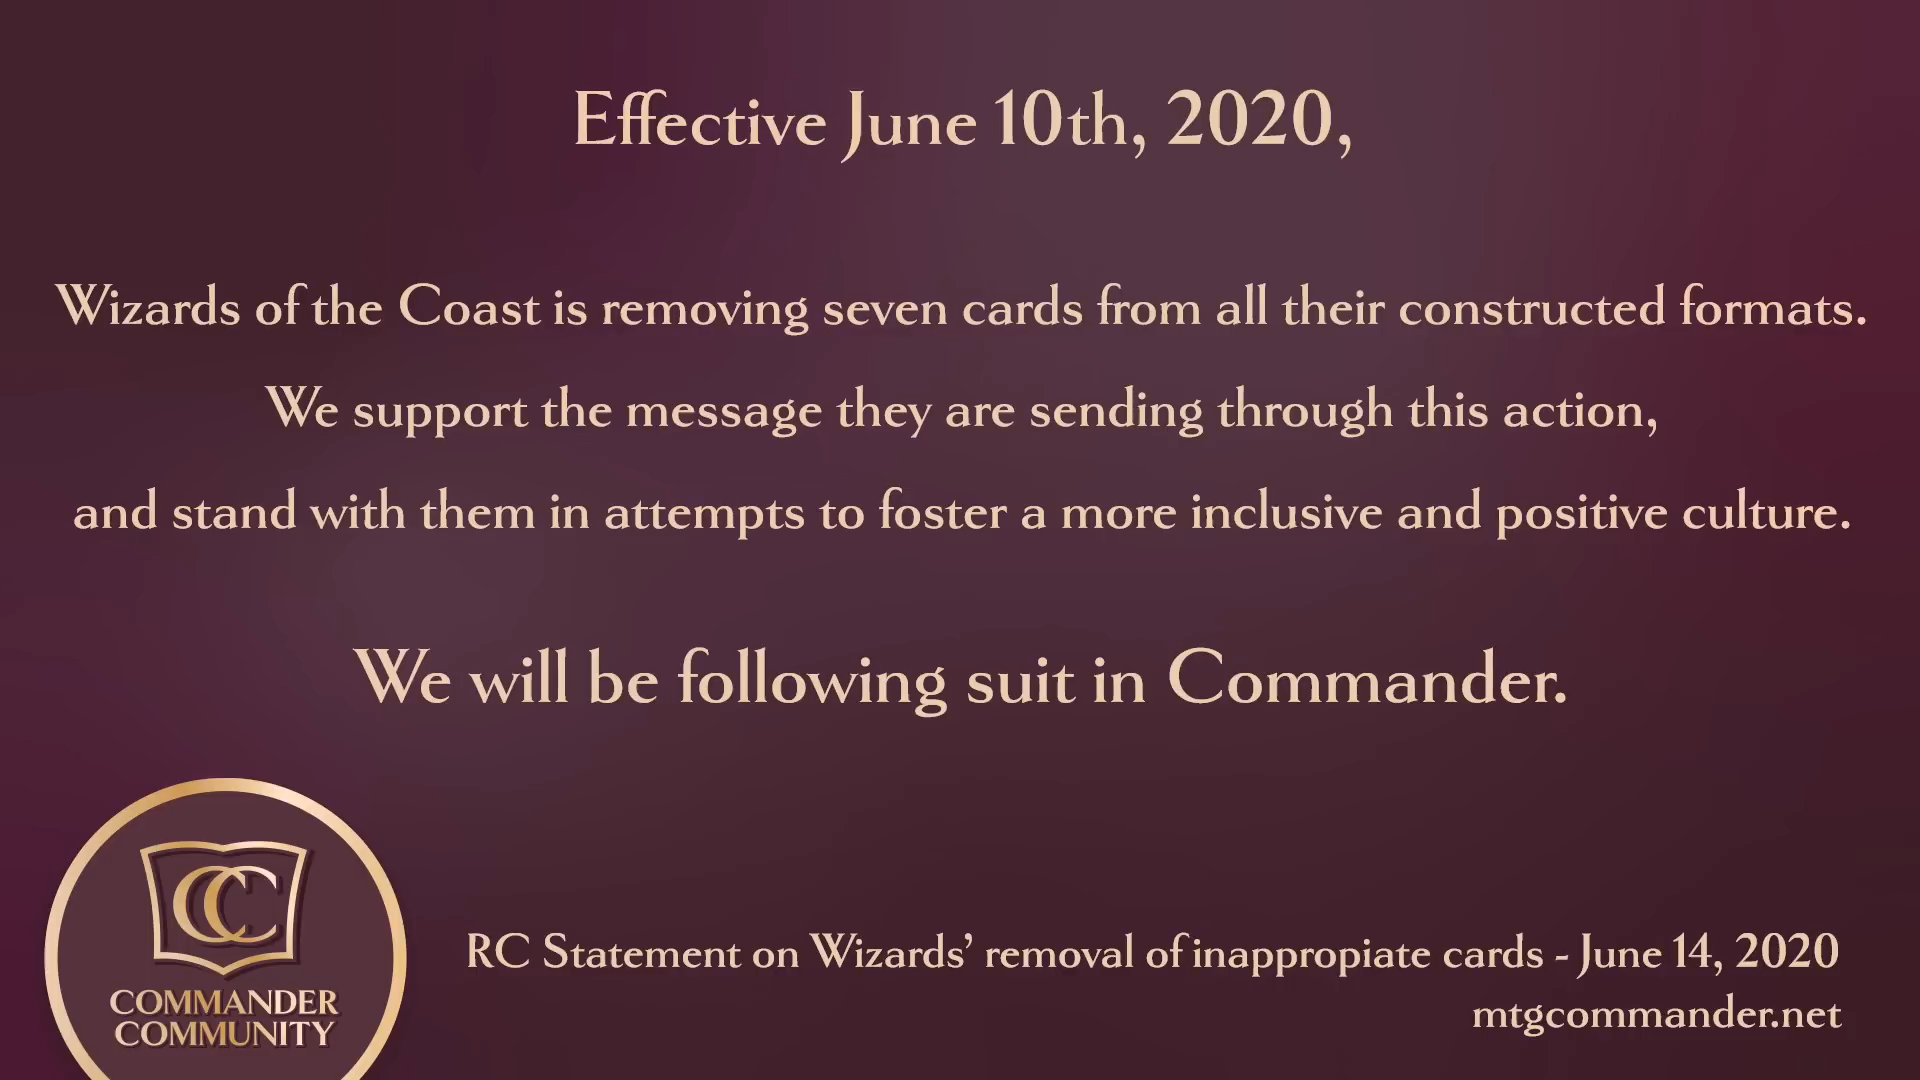 Effective June 10th, 2020,
Wizards of the Coast is removing seven cards from all their constructed formats.
We support the message they are sending through this action,
and stand with them in attempts to foster a more inclusive and positive culture.
We will be following suit in Commander.
CC
COMMANDER
COMMUNITY
RC Statement on Wizards’ removal of inappropiate cards - June 14, 2020
mtgcommander.net